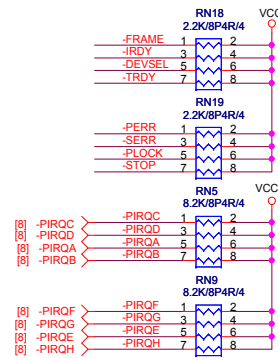 RN18 VCC
2.2K/8P4R/4
-FRAME 1 2
-IRDY 3 4
-DEVSEL 5 6
-TRDY 7 8
RN19
2.2K/8P4R/4
-PERR 1 2
-SERR 3 4
-PLOCK 5 6
-STOP 7 8
RN5 VCC
8.2K/8P4R/4
[8] -PIRQC -PIRQC 1 2
[8] -PIRQD -PIRQD 3 4
[8] -PIRQA -PIRQA 5 6
[8] -PIRQB -PIRQB 7 8
RN9
8.2K/8P4R/4
[8] -PIRQF -PIRQF 1 2
[8] -PIRQG -PIRQG 3 4
[8] -PIRQE -PIRQE 5 6
[8] -PIRQH -PIRQH 7 8